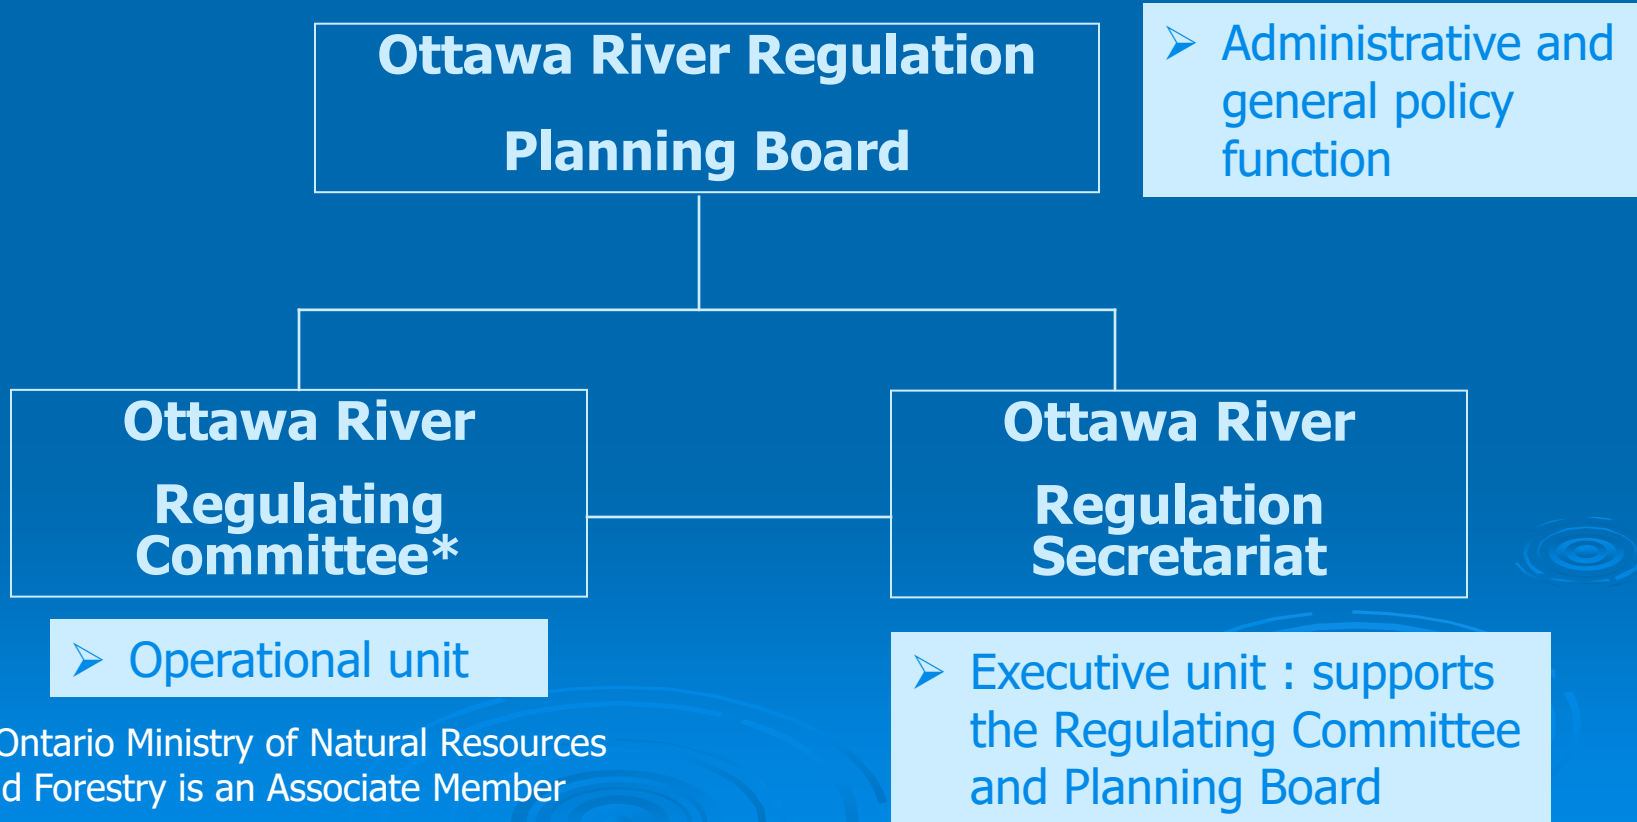 Ottawa River Regulation
Planning Board
➢ Administrative and
general policy
function
Ottawa River
Regulating
Committee*
Ottawa River
Regulation
Secretariat
➢ Operational unit
Ontario Ministry of Natural Resources
Forestry is an Associate Member
➢ Executive unit : supports
the Regulating Committee
and Planning Board